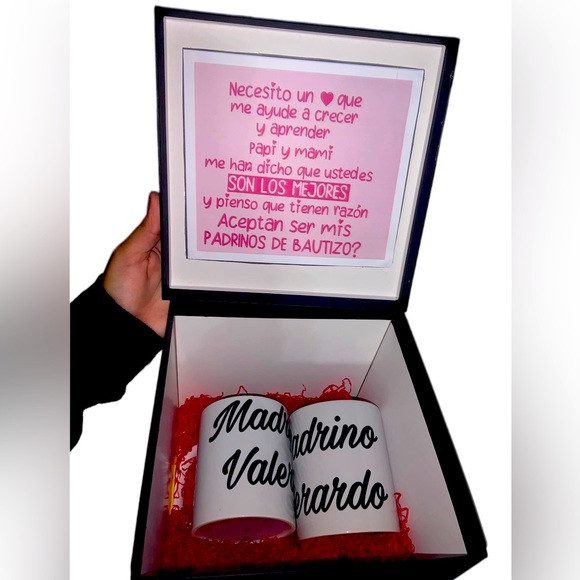 Necesito un ❤ que
me ayude a crecer
y aprender
Papi y mami
me han dicho que ustedes
SON LOS MEJORES
y pienso que tienen razón
Aceptan ser mis
PADRINOS DE BAUTIZO?
Madr
Vale
adrino
erardo